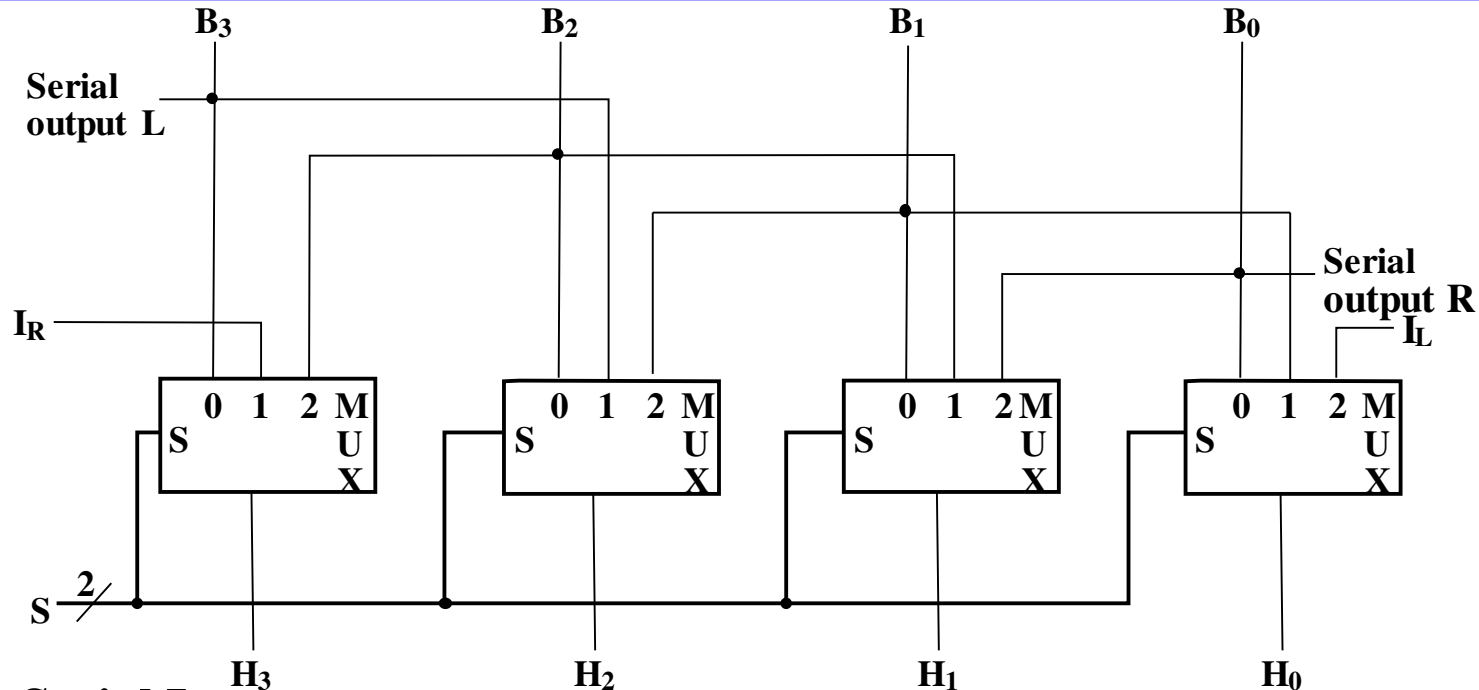 B3 B2 B1 B0
Serial
output L
Serial
output R
IR
IL
0 1 2 M
S U
X
0 1 2 M
S U
X
0 1 2 M
S U
X
0 1 2 M
S U
X
2
S
H3 H2 H1 H0